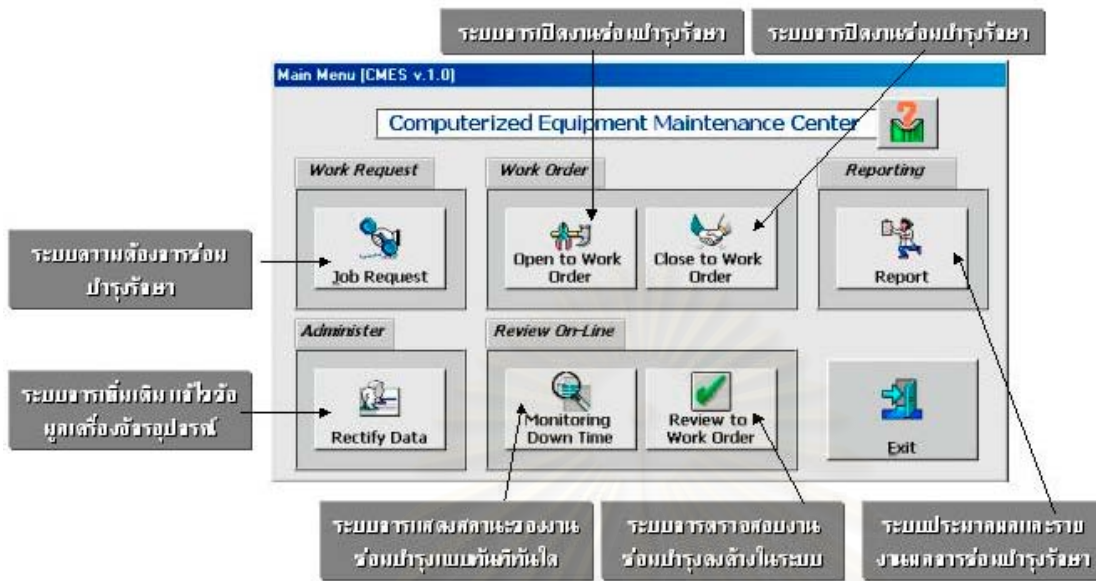 ระบบการเปิดงานซ่อมบำรุงรักษา
ระบบการปิดงานซ่อมบำรุงรักษา
Main Menu [CMES v.1.0]
Computerized Equipment Maintenance Center
Work Request
Work Order
Reporting
ระบบความต้องการซ่อม
บำรุงรักษา
Job Request
Open to Work
Order
Close to Work
Order
Report
Administer
Review On-Line
ระบบการเพิ่มเติมแก้ไขข้อ
มูลเครื่องจักรอุปกรณ์
Rectify Data
Monitoring
Down Time
Review to
Work Order
Exit
ระบบการแสดงสถานะของงาน
ซ่อมบำรุงแบบทันทีทันใด
ระบบการตรวจสอบงาน
ซ่อมบำรุงคงค้างในระบบ
ระบบประมวลผลและราย
งานผลการซ่อมบำรุงรักษา